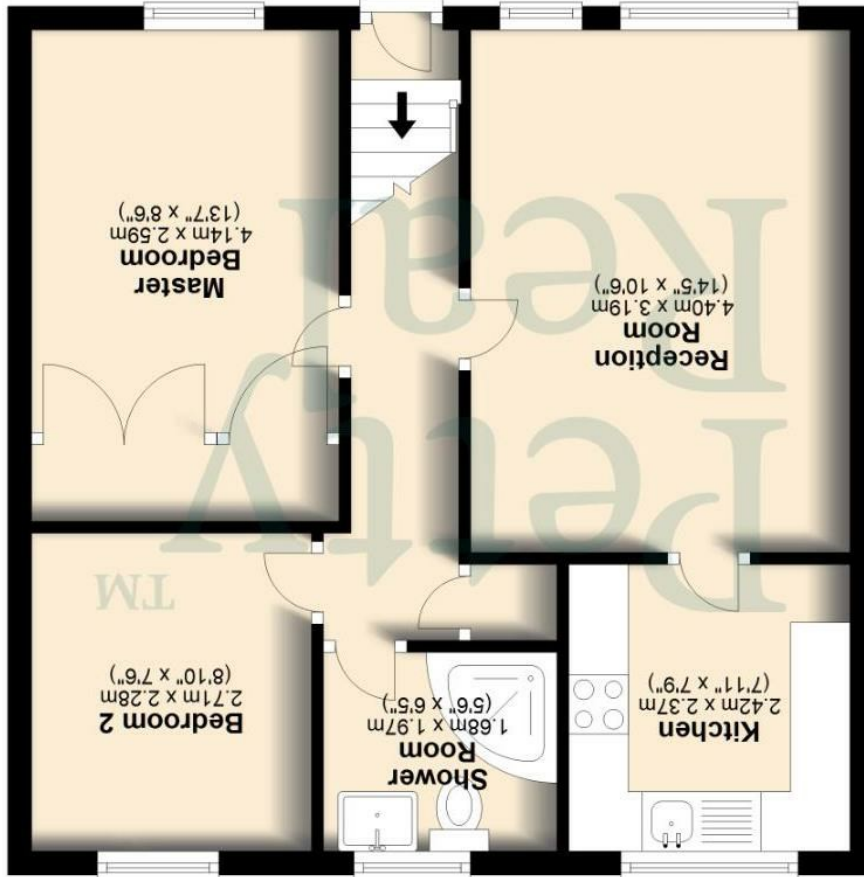 Kitchen
2.42m x 2.37m
(7'11" x 7'9")
Shower
Room
1.68m x 1.97m
(5'6" x 6'5")
Bedroom 2
2.71m x 2.28m
(8'10" x 7'6")
Reception
Room
4.40m x 3.19m
(14'5" x 10'6")
Master
Bedroom
4.14m x 2.59m
(13'7" x 8'6")
Petty
Real
TM